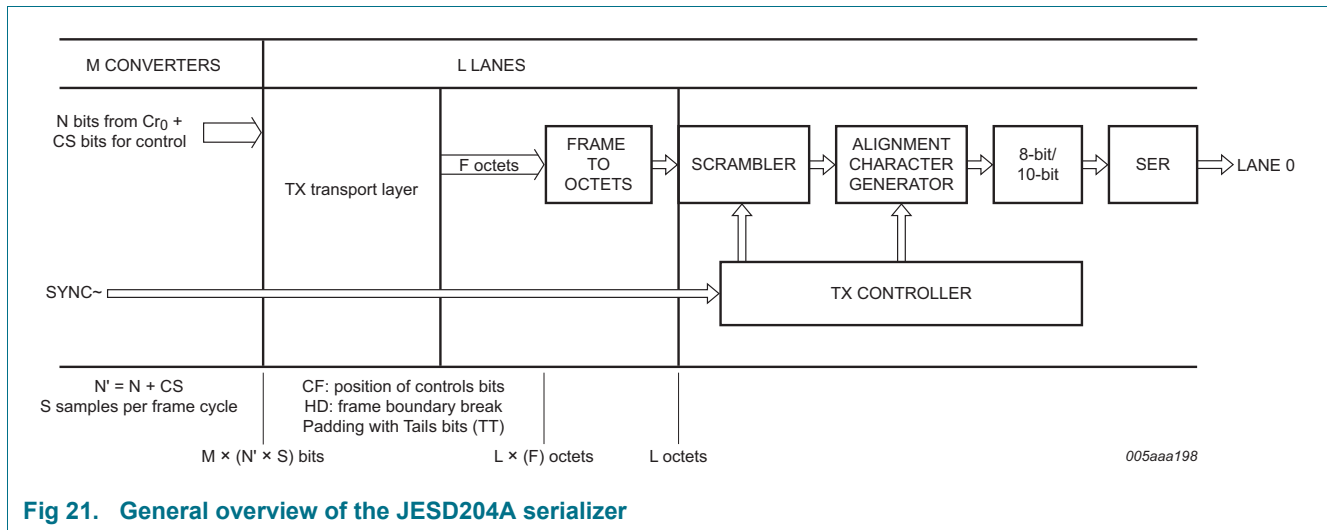 M CONVERTERS
L LANES
N bits from Cr0 +
CS bits for control
TX transport layer
F octets
FRAME
TO
OCTETS
SCRAMBLER
ALIGNMENT
CHARACTER
GENERATOR
8-bit/
10-bit
SER
LANE 0
SYNC~
TX CONTROLLER
N' = N + CS
S samples per frame cycle
CF: position of controls bits
HD: frame boundary break
Padding with Tails bits (TT)
M × (N' × S) bits
L × (F) octets
L octets
005aaa198
Fig 21. General overview of the JESD204A serializer